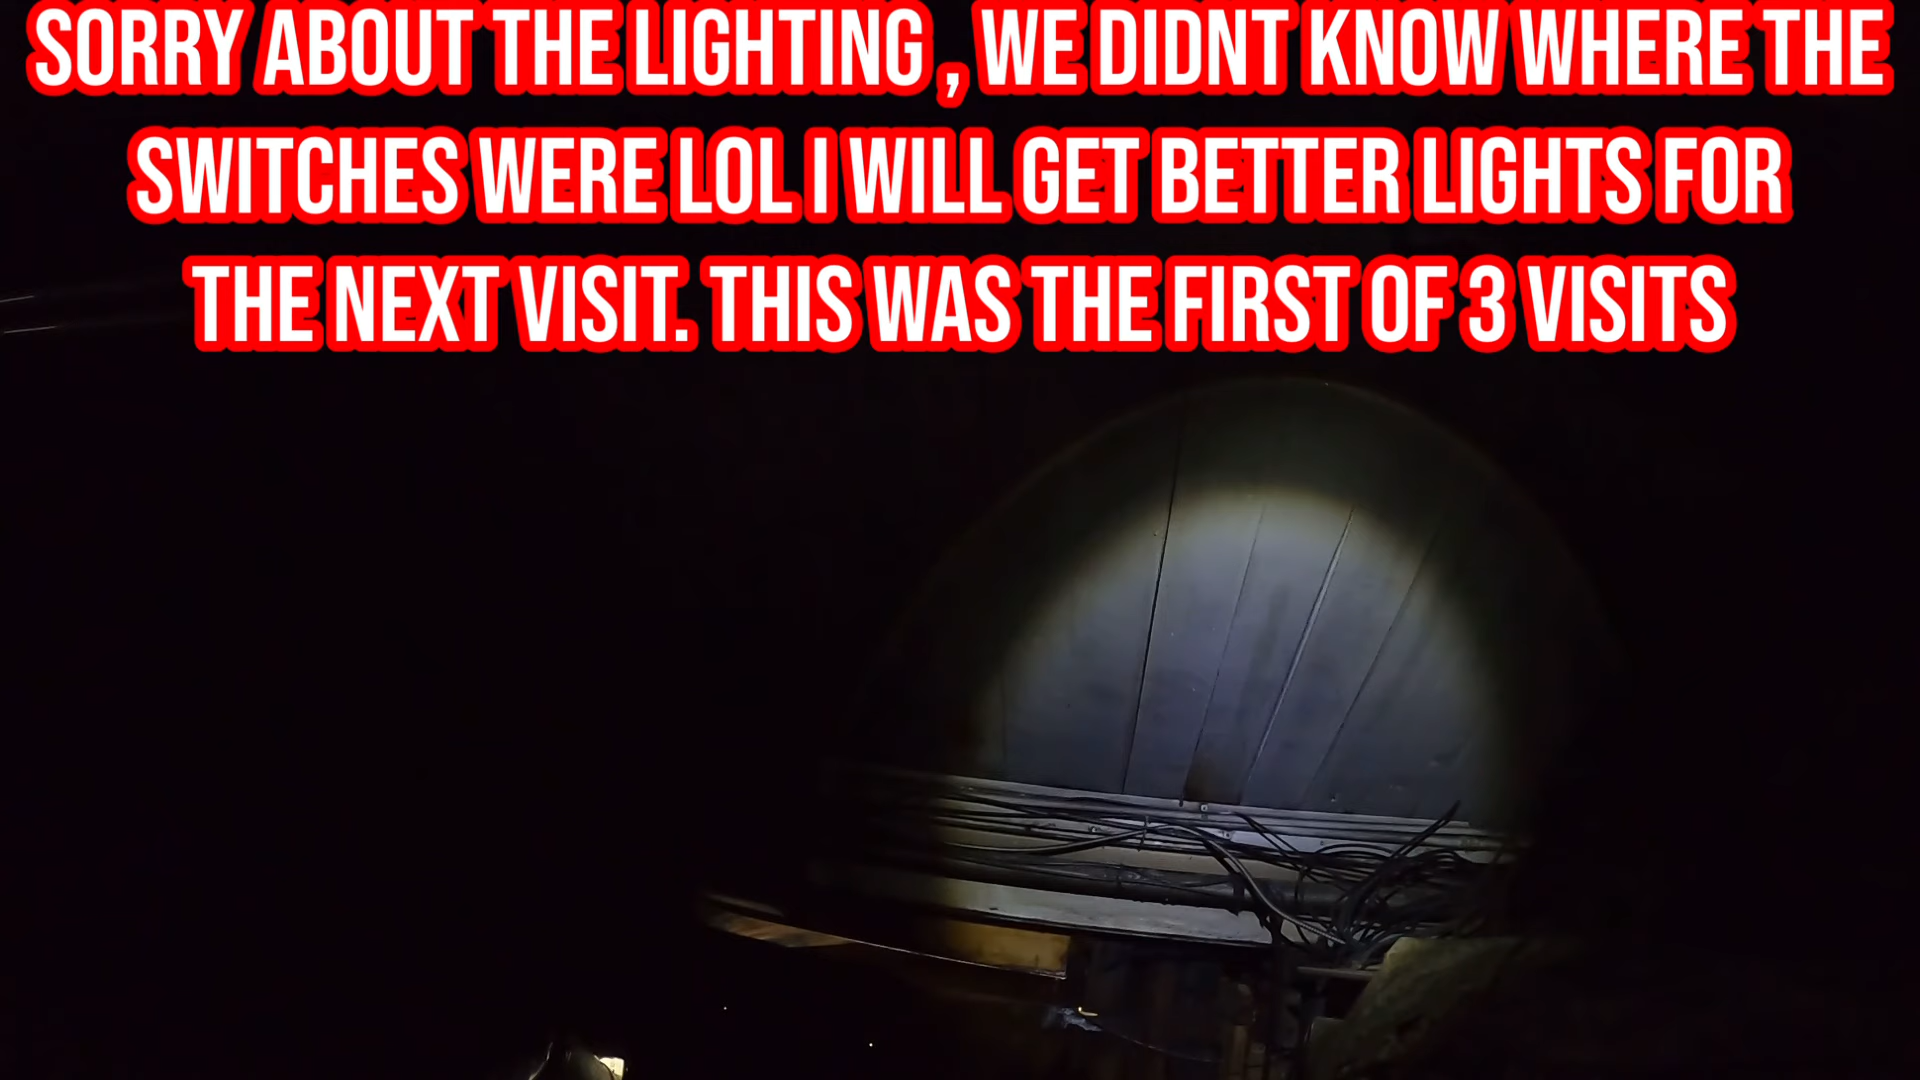 SORRY ABOUT THE LIGHTING , WE DIDNT KNOW WHERE THE
SWITCHES WERE LOL I WILL GET BETTER LIGHTS FOR
THE NEXT VISIT. THIS WAS THE FIRST OF 3 VISITS